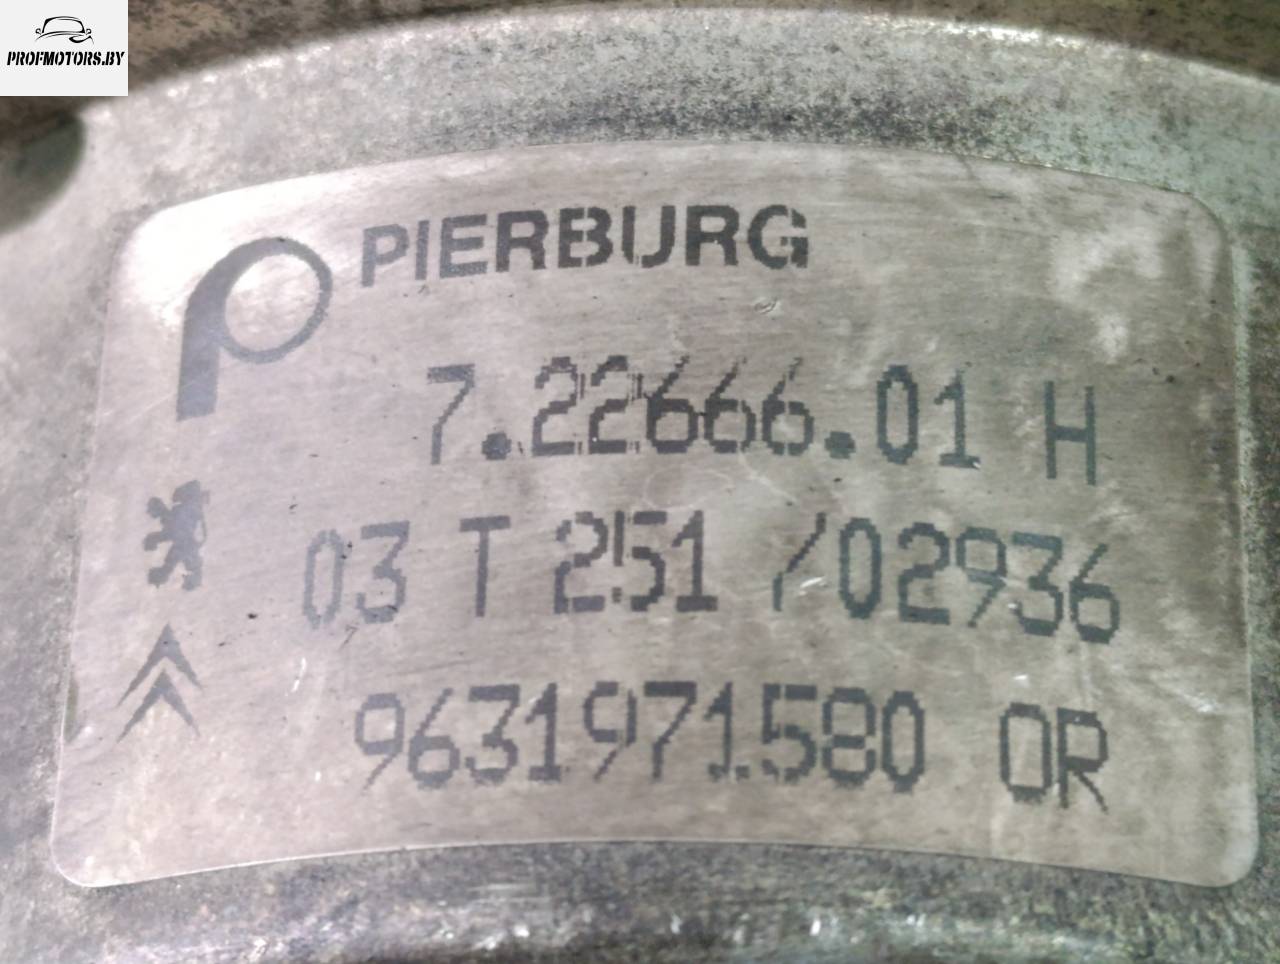 PROFMOTORS.BY
PIERBURG
7.22666.01 H
03 T 251 /02936
9631971580 OR